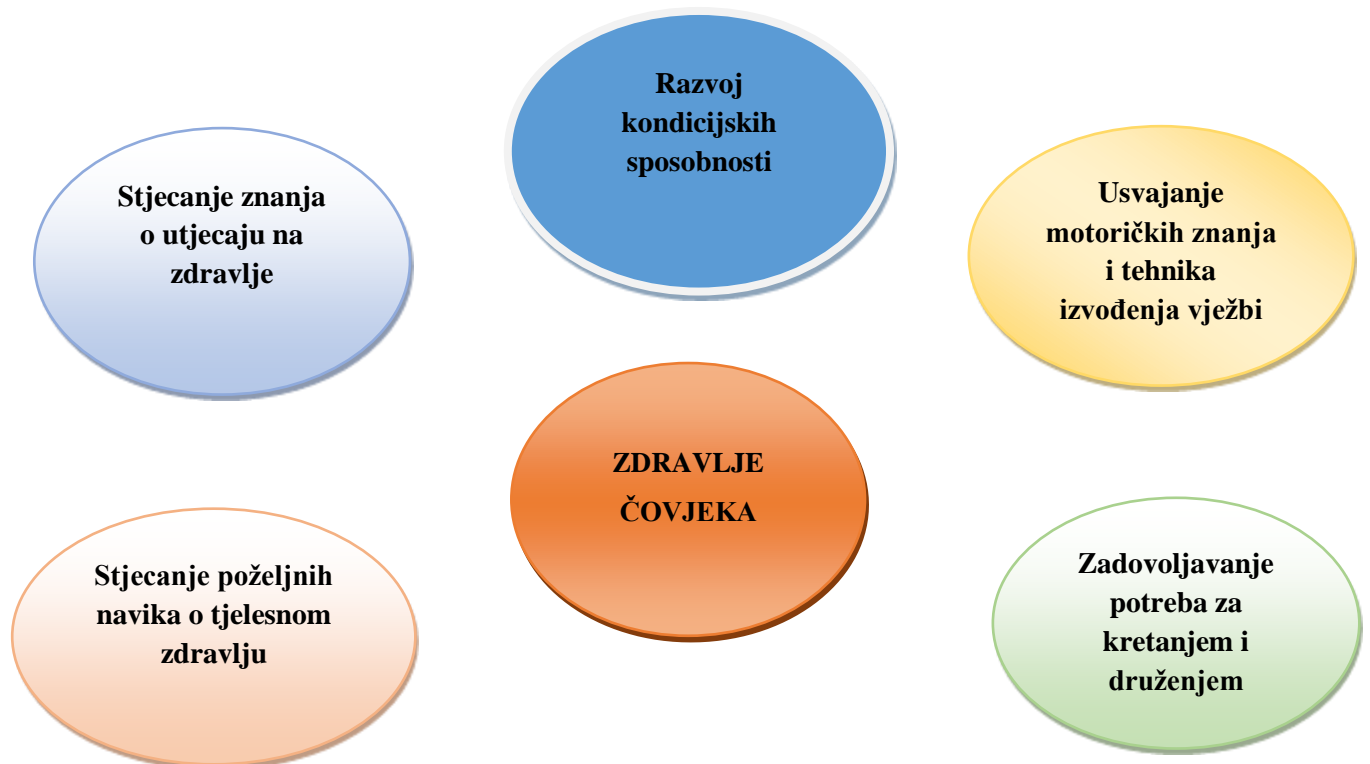 Razvoj
kondicijskih
sposobnosti
Stjecanje znanja
o utjecaju na
zdravlje
Usvajanje
motoričkih znanja
i tehnika
izvođenja vježbi
ZDRAVLJE
ČOVJEKA
Stjecanje poželjnih
navika o tjelesnom
zdravlju
Zadovoljavanje
potreba za
kretanjem i
druženjem